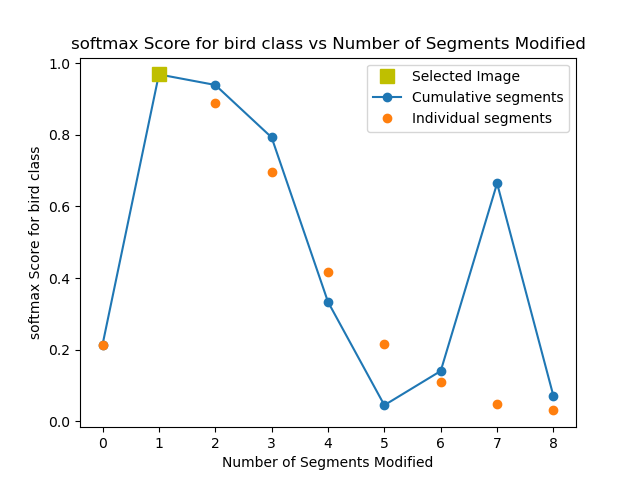 softmax Score for bird class vs Number of Segments Modified
Selected Image
Cumulative segments
Individual segments
softmax Score for bird class
1.0
0.8
0.6
0.4
0.2
0.0
0 1 2 3 4 5 6 7 8
Number of Segments Modified